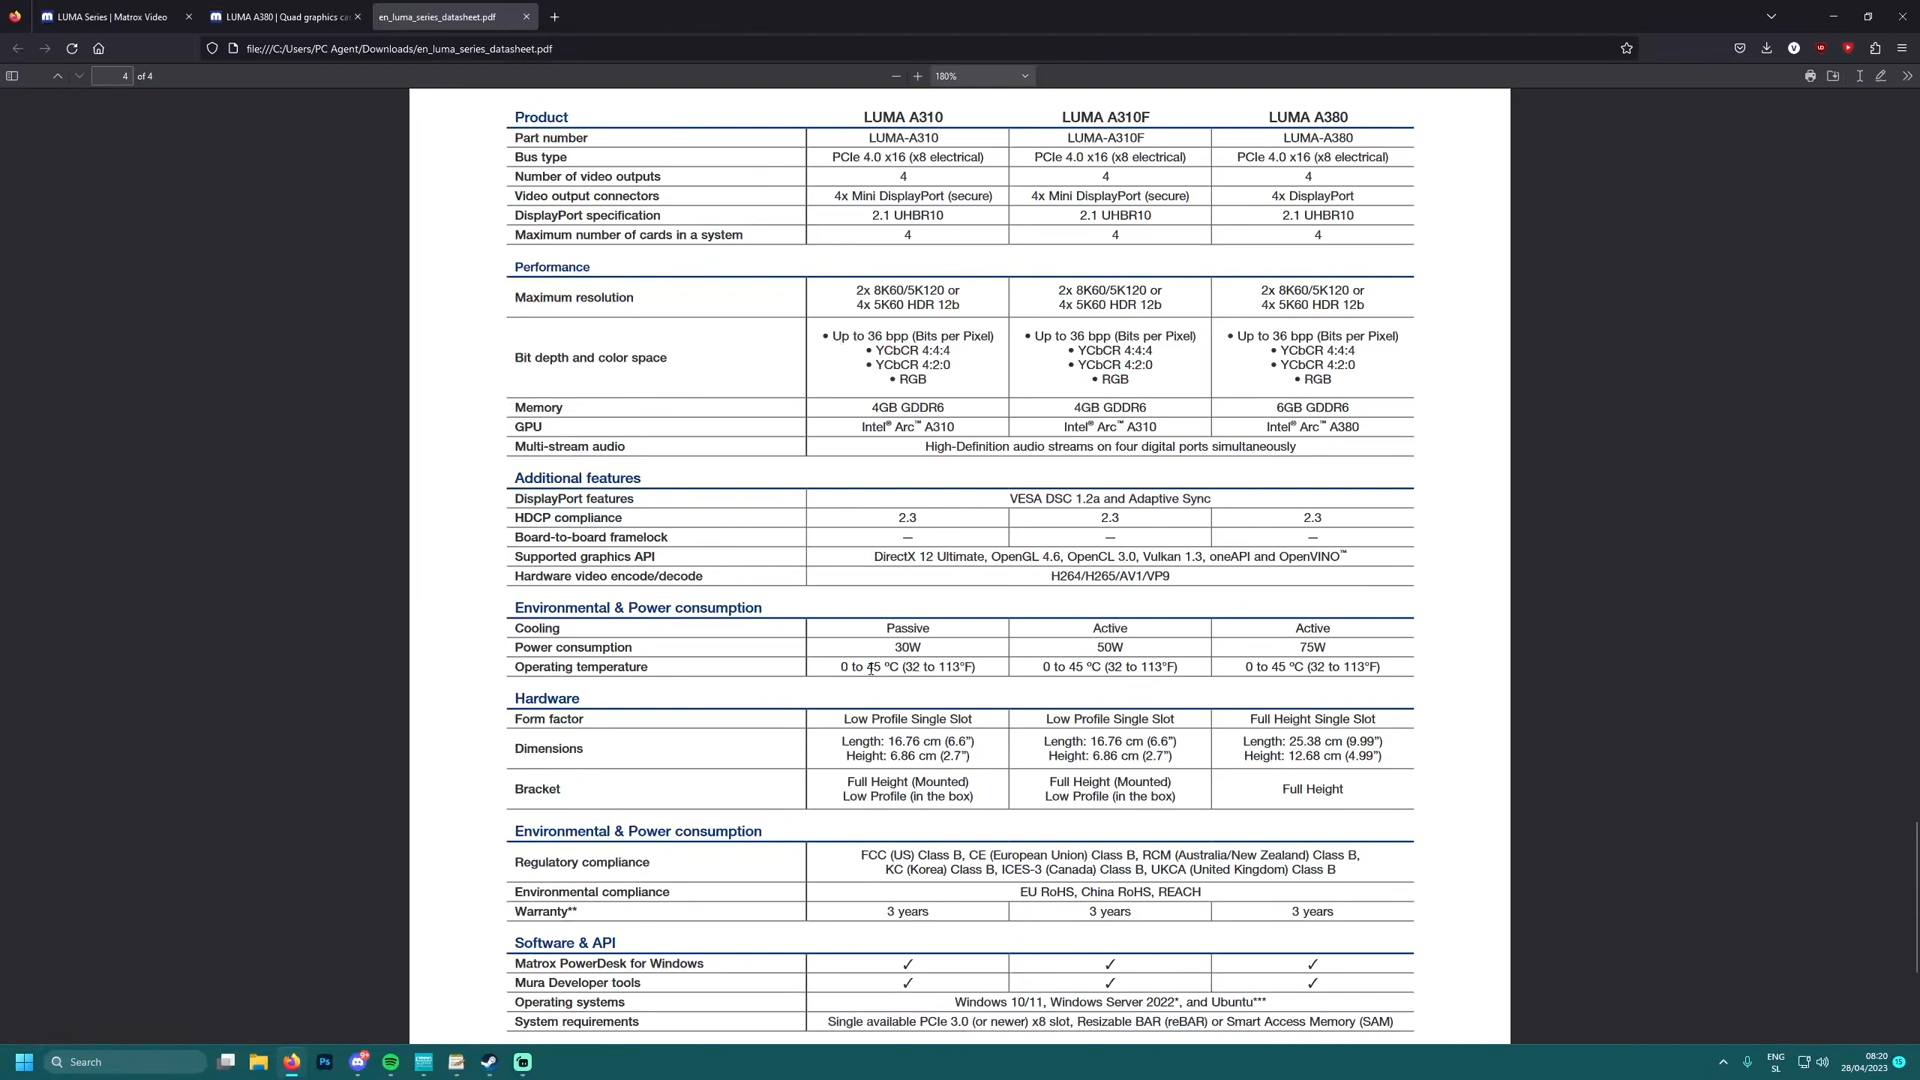 LUMA Series | Matrox Video
LUMA A380 | Quad graphics ca
en_luma_series_datasheet.pdf
file:///C:/Users/PC Agent/Downloads/en_luma_series_datasheet.pdf
4 of 4
180%
Product LUMA A310 LUMA A310F LUMA A380
Part number LUMA-A310 LUMA-A310F LUMA-A380
Bus type PCIe 4.0 x16 (x8 electrical) PCIe 4.0 x16 (x8 electrical) PCIe 4.0 x16 (x8 electrical)
Number of video outputs 4 4 4
Video output connectors 4x Mini DisplayPort (secure) 4x Mini DisplayPort (secure) 4x DisplayPort
DisplayPort specification 2.1 UHBR10 2.1 UHBR10 2.1 UHBR10
Maximum number of cards in a system 4 4 4
Performance
Maximum resolution 2x 8K60/5K120 or 2x 8K60/5K120 or 2x 8K60/5K120 or
4x 5K60 HDR 12b 4x 5K60 HDR 12b 4x 5K60 HDR 12b
Bit depth and color space
• Up to 36 bpp (Bits per Pixel) • Up to 36 bpp (Bits per Pixel) • Up to 36 bpp (Bits per Pixel)
• YCbCR 4:4:4 • YCbCR 4:4:4 • YCbCR 4:4:4
• YCbCR 4:2:0 • YCbCR 4:2:0 • YCbCR 4:2:0
• RGB • RGB • RGB
Memory 4GB GDDR6 4GB GDDR6 6GB GDDR6
GPU Intel® Arc™ A310 Intel® Arc™ A310 Intel® Arc™ A380
Multi-stream audio High-Definition audio streams on four digital ports simultaneously
Additional features
DisplayPort features VESA DSC 1.2a and Adaptive Sync
HDCP compliance 2.3 2.3 2.3
Board-to-board framelock — — —
Supported graphics API DirectX 12 Ultimate, OpenGL 4.6, OpenCL 3.0, Vulkan 1.3, oneAPI and OpenVINO™
Hardware video encode/decode H264/H265/AV1/VP9
Environmental & Power consumption
Cooling Passive Active Active
Power consumption 30W 50W 75W
Operating temperature 0 to 45 ºC (32 to 113°F) 0 to 45 ºC (32 to 113°F) 0 to 45 ºC (32 to 113°F)
Hardware
Form factor Low Profile Single Slot Low Profile Single Slot Full Height Single Slot
Dimensions Length: 16.76 cm (6.6”) Length: 16.76 cm (6.6”) Length: 25.38 cm (9.99”)
Height: 6.86 cm (2.7”) Height: 6.86 cm (2.7”) Height: 12.68 cm (4.99”)
Bracket Full Height (Mounted) Full Height (Mounted) Full Height
Low Profile (in the box) Low Profile (in the box)
Environmental & Power consumption
Regulatory compliance FCC (US) Class B, CE (European Union) Class B, RCM (Australia/New Zealand) Class B,
KC (Korea) Class B, ICES-3 (Canada) Class B, UKCA (United Kingdom) Class B
Environmental compliance EU RoHS, China RoHS, REACH
Warranty** 3 years 3 years 3 years
Software & API
Matrox PowerDesk for Windows ✓ ✓ ✓
Mura Developer tools ✓ ✓ ✓
Operating systems Windows 10/11, Windows Server 2022*, and Ubuntu***
System requirements Single available PCIe 3.0 (or newer) x8 slot, Resizable BAR (reBAR) or Smart Access Memory (SAM)
Search
Ps
ENG
SL
08:20
28/04/2023